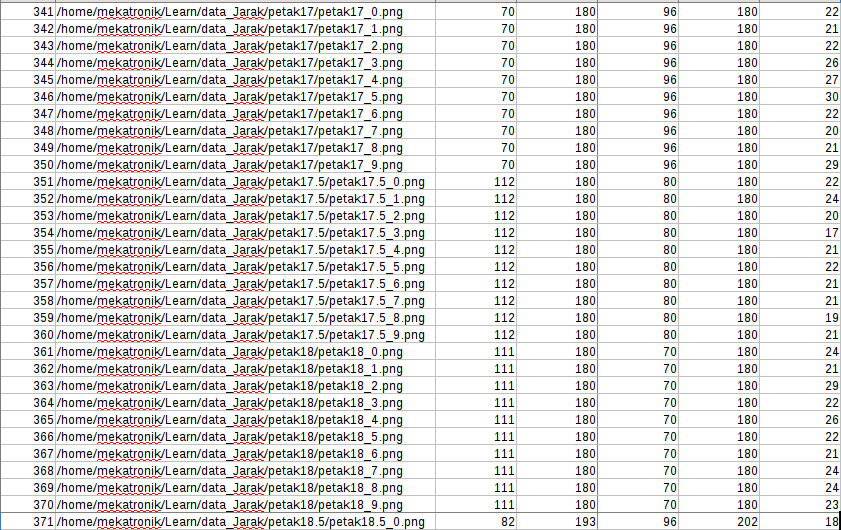 341 /home/mekatronik/Learn/data_Jarak/petak17/petak17_0.png 70 180 96 180 22
342 /home/mekatronik/Learn/data_Jarak/petak17/petak17_1.png 70 180 96 180 21
343 /home/mekatronik/Learn/data_Jarak/petak17/petak17_2.png 70 180 96 180 22
344 /home/mekatronik/Learn/data_Jarak/petak17/petak17_3.png 70 180 96 180 26
345 /home/mekatronik/Learn/data_Jarak/petak17/petak17_4.png 70 180 96 180 27
346 /home/mekatronik/Learn/data_Jarak/petak17/petak17_5.png 70 180 96 180 30
347 /home/mekatronik/Learn/data_Jarak/petak17/petak17_6.png 70 180 96 180 22
348 /home/mekatronik/Learn/data_Jarak/petak17/petak17_7.png 70 180 96 180 20
349 /home/mekatronik/Learn/data_Jarak/petak17/petak17_8.png 70 180 96 180 21
350 /home/mekatronik/Learn/data_Jarak/petak17/petak17_9.png 70 180 96 180 29
351 /home/mekatronik/Learn/data_Jarak/petak17.5/petak17.5_0.png 112 180 80 180 22
352 /home/mekatronik/Learn/data_Jarak/petak17.5/petak17.5_1.png 112 180 80 180 24
353 /home/mekatronik/Learn/data_Jarak/petak17.5/petak17.5_2.png 112 180 80 180 20
354 /home/mekatronik/Learn/data_Jarak/petak17.5/petak17.5_3.png 112 180 80 180 17
355 /home/mekatronik/Learn/data_Jarak/petak17.5/petak17.5_4.png 112 180 80 180 21
356 /home/mekatronik/Learn/data_Jarak/petak17.5/petak17.5_5.png 112 180 80 180 22
357 /home/mekatronik/Learn/data_Jarak/petak17.5/petak17.5_6.png 112 180 80 180 21
358 /home/mekatronik/Learn/data_Jarak/petak17.5/petak17.5_7.png 112 180 80 180 21
359 /home/mekatronik/Learn/data_Jarak/petak17.5/petak17.5_8.png 112 180 80 180 19
360 /home/mekatronik/Learn/data_Jarak/petak17.5/petak17.5_9.png 112 180 80 180 21
361 /home/mekatronik/Learn/data_Jarak/petak18/petak18_0.png 111 180 70 180 24
362 /home/mekatronik/Learn/data_Jarak/petak18/petak18_1.png 111 180 70 180 21
363 /home/mekatronik/Learn/data_Jarak/petak18/petak18_2.png 111 180 70 180 29
364 /home/mekatronik/Learn/data_Jarak/petak18/petak18_3.png 111 180 70 180 22
365 /home/mekatronik/Learn/data_Jarak/petak18/petak18_4.png 111 180 70 180 26
366 /home/mekatronik/Learn/data_Jarak/petak18/petak18_5.png 111 180 70 180 22
367 /home/mekatronik/Learn/data_Jarak/petak18/petak18_6.png 111 180 70 180 21
368 /home/mekatronik/Learn/data_Jarak/petak18/petak18_7.png 111 180 70 180 24
369 /home/mekatronik/Learn/data_Jarak/petak18/petak18_8.png 111 180 70 180 24
370 /home/mekatronik/Learn/data_Jarak/petak18/petak18_9.png 111 180 70 180 23
371 /home/mekatronik/Learn/data_Jarak/petak18.5/petak18.5_0.png 82 193 96 202 18